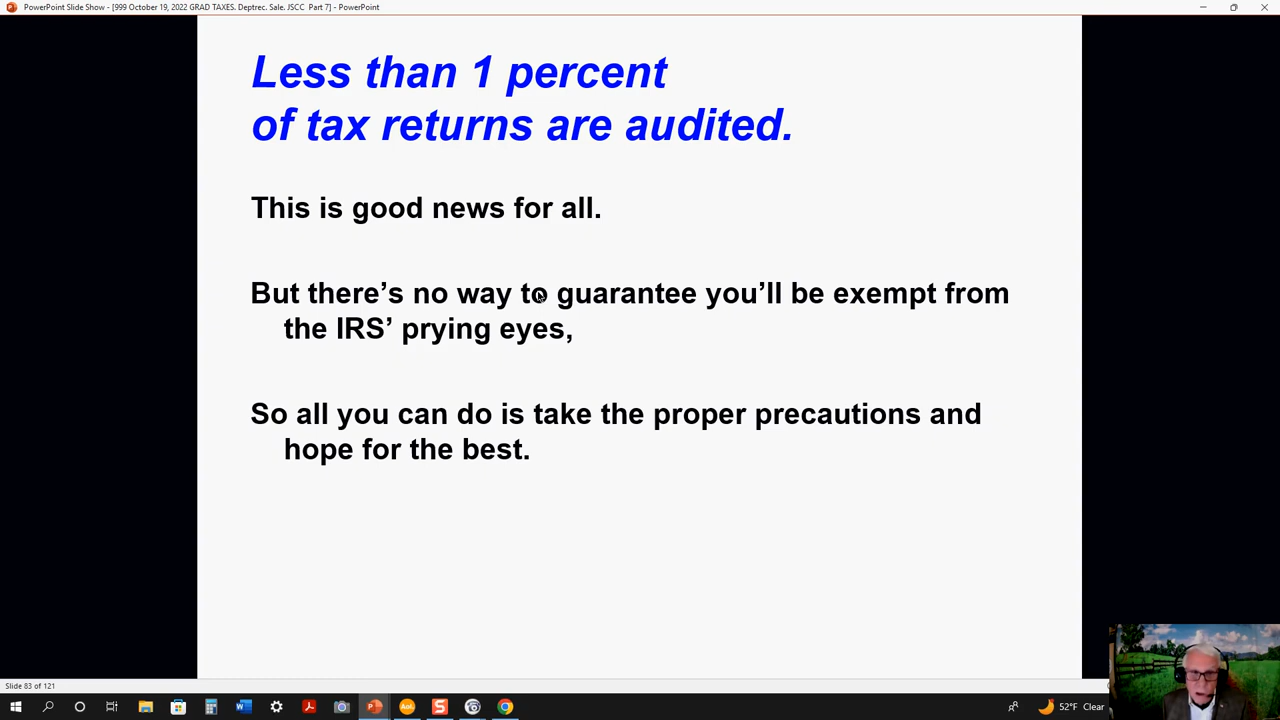 PowerPoint Slide Show - [999 October 19, 2022 GRAD TAXES. Deptrec. Sale. JSCC  Part 7] - PowerPoint
Less than 1 percent
of tax returns are audited.
This is good news for all.
But there’s no way to guarantee you’ll be exempt from
the IRS’ prying eyes,
So all you can do is take the proper precautions and
hope for the best.
Slide 83 of 121
AOL
52°F Clear